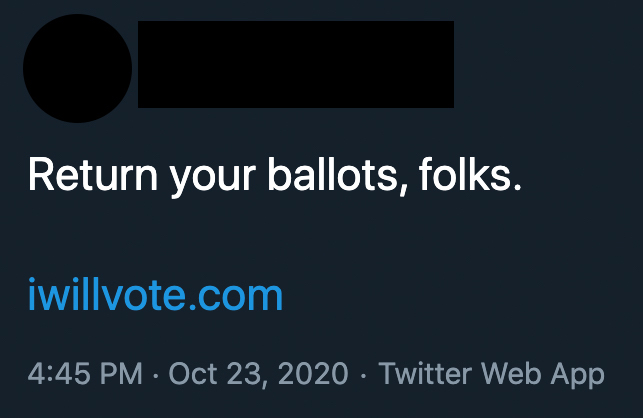 Return your ballots, folks.
iwillvote.com
4:45 PM · Oct 23, 2020 · Twitter Web App